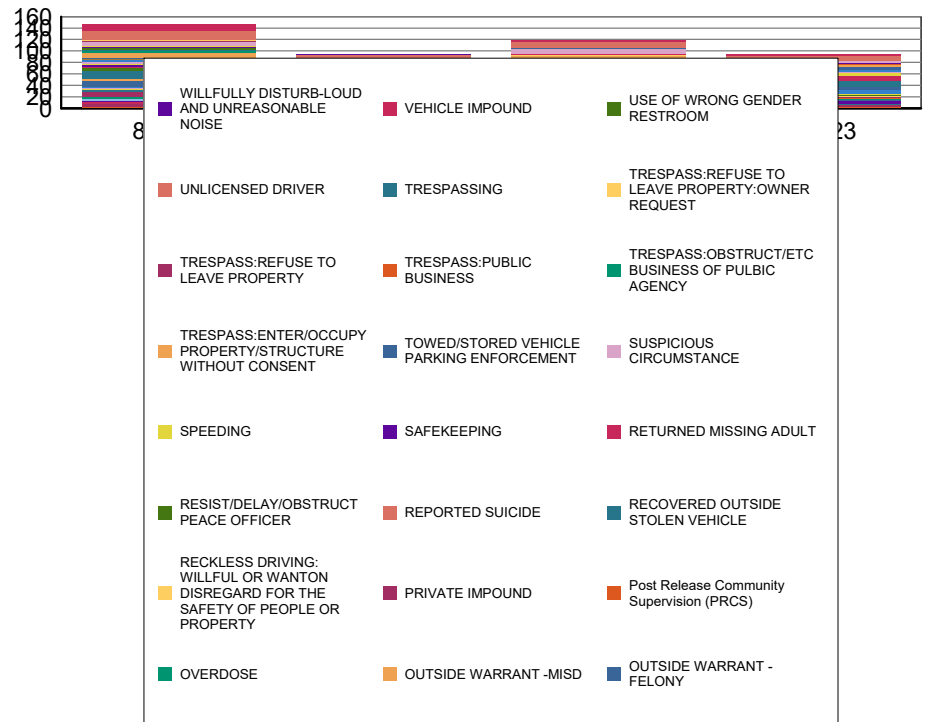 160
140
120
100
80
60
40
20
0
8
23
WILLFULLY DISTURB-LOUD
AND UNREASONABLE
NOISE
VEHICLE IMPOUND
USE OF WRONG GENDER
RESTROOM
UNLICENSED DRIVER
TRESPASSING
TRESPASS:REFUSE TO
LEAVE PROPERTY:OWNER
REQUEST
TRESPASS:REFUSE TO
LEAVE PROPERTY
TRESPASS:PUBLIC
BUSINESS
TRESPASS:OBSTRUCT/ETC
BUSINESS OF PULBIC
AGENCY
TRESPASS:ENTER/OCCUPY
PROPERTY/STRUCTURE
WITHOUT CONSENT
TOWED/STORED VEHICLE
PARKING ENFORCEMENT
SUSPICIOUS
CIRCUMSTANCE
SPEEDING
SAFEKEEPING
RETURNED MISSING ADULT
RESIST/DELAY/OBSTRUCT
PEACE OFFICER
REPORTED SUICIDE
RECOVERED OUTSIDE
STOLEN VEHICLE
RECKLESS DRIVING:
WILLFUL OR WANTON
DISREGARD FOR THE
SAFETY OF PEOPLE OR
PROPERTY
PRIVATE IMPOUND
Post Release Community
Supervision (PRCS)
OVERDOSE
OUTSIDE WARRANT -MISD
OUTSIDE WARRANT -
FELONY